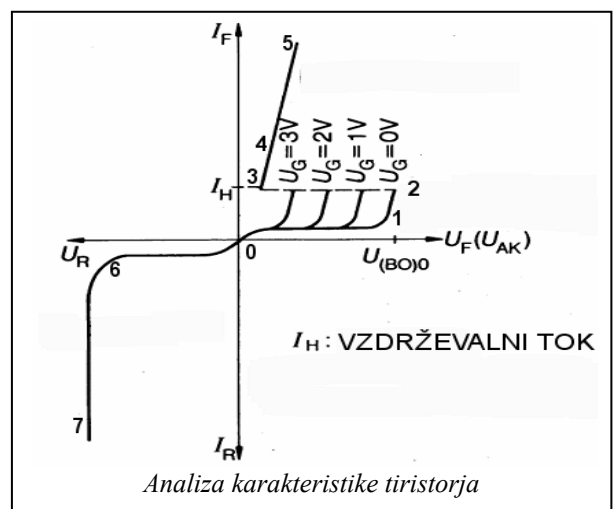 I_F
5
4
3
U_G=3V
U_G=2V
U_G=1V
U_G=0V
I_H
2
1
U_R
0
U_(BO)0
U_F(U_AK)
6
I_H : VZDRŽEVALNI TOK
7
I_R
Analiza karakteristike tiristorja